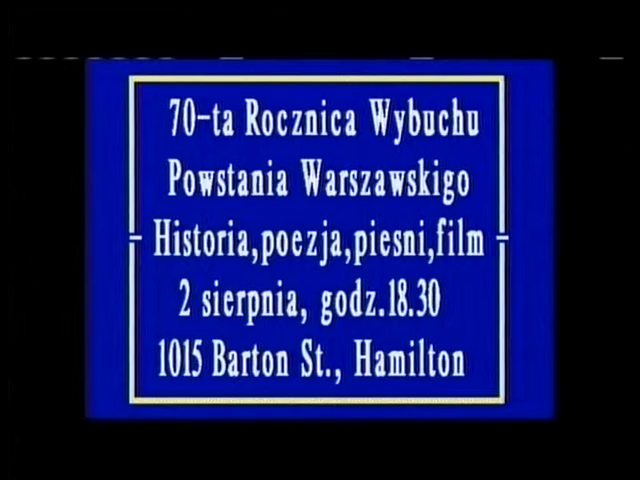 70-ta Rocznica Wybuchu
Powstania Warszawskigo
Historia,poezja,piesni,film
2 sierpnia, godz.18.30
1015 Barton St., Hamilton